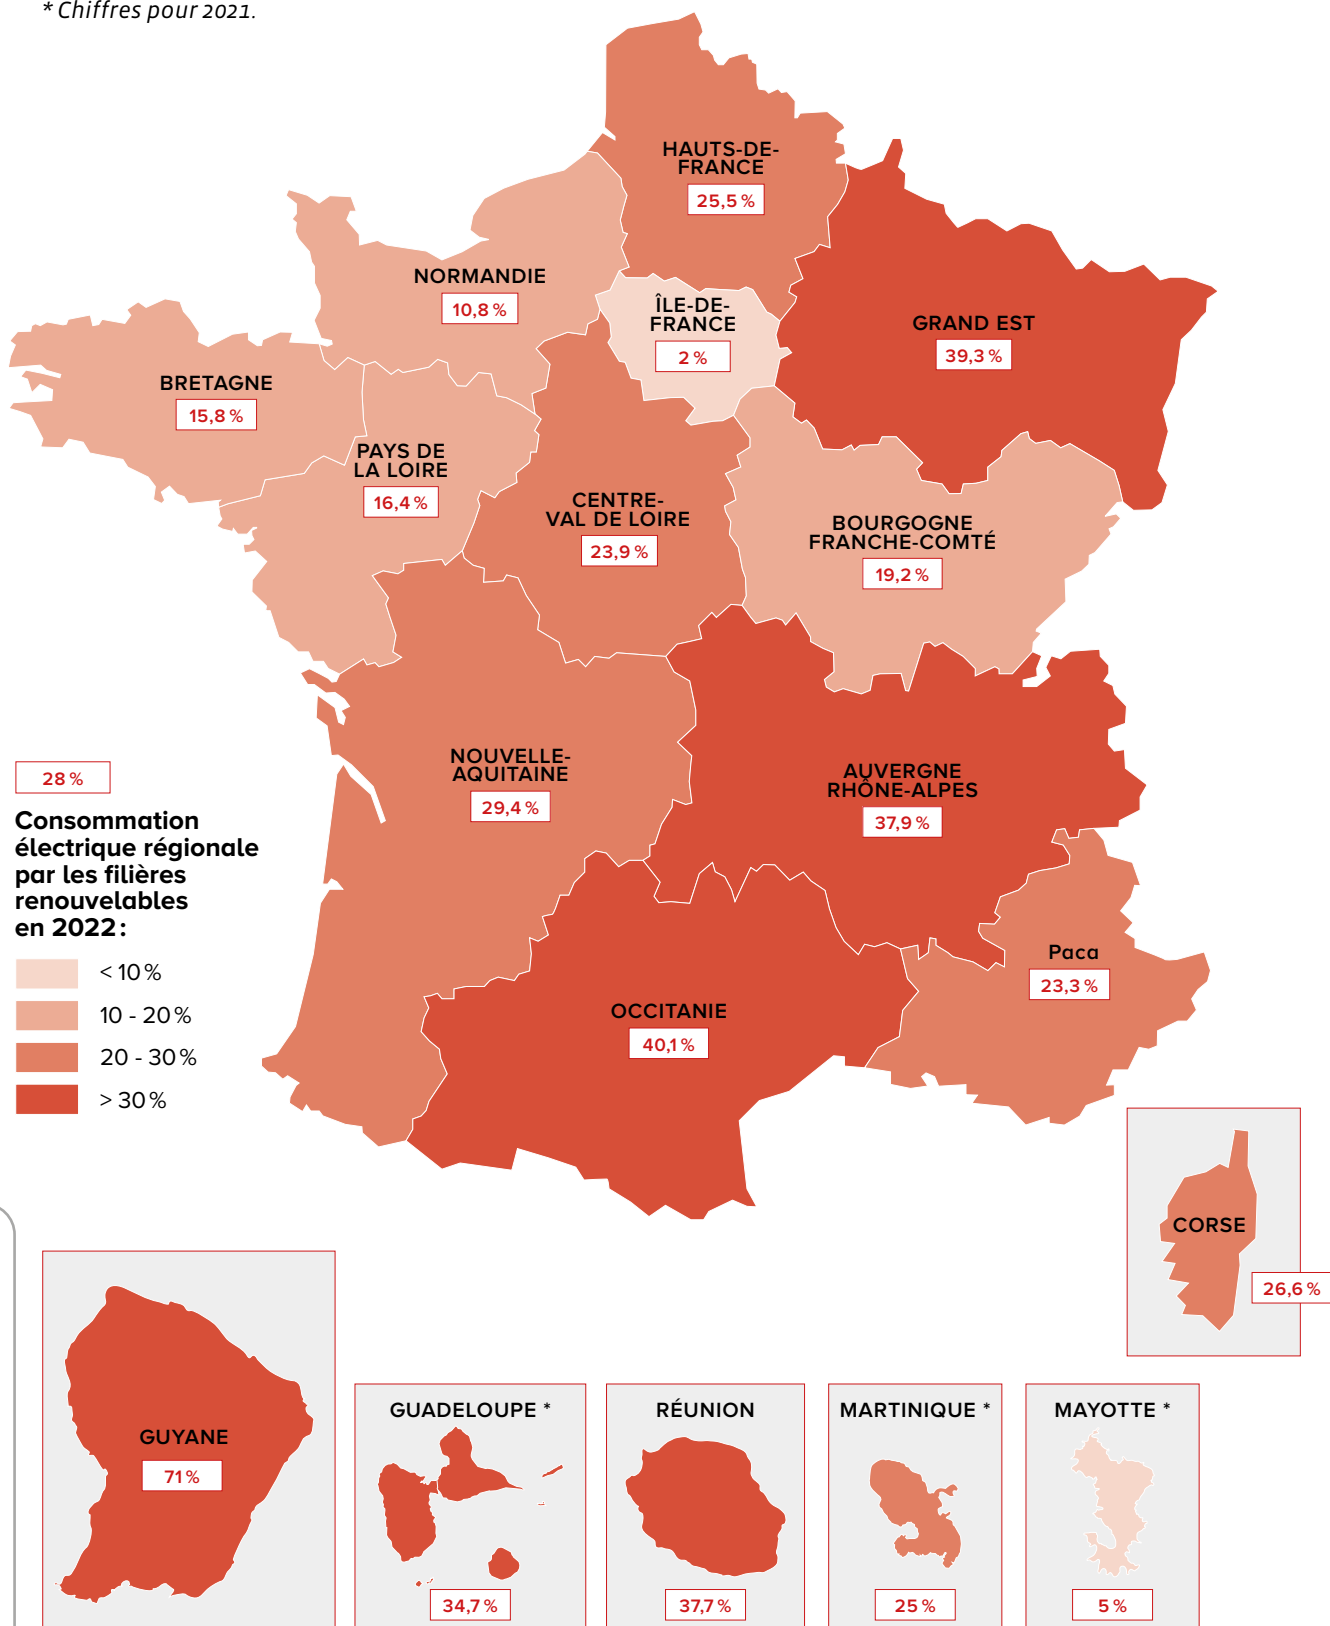 * Chiffres pour 2021.
HAUTS-DE-
FRANCE
25,5 %
NORMANDIE
10,8 %
ÎLE-DE-
FRANCE
2 %
GRAND EST
39,3 %
BRETAGNE
15,8 %
PAYS DE
LA LOIRE
16,4 %
CENTRE-
VAL DE LOIRE
23,9 %
BOURGOGNE
FRANCHE-COMTÉ
19,2 %
NOUVELLE-
AQUITAINE
29,4 %
AUVERGNE
RHÔNE-ALPES
37,9 %
28 %
Consommation
électrique régionale
par les filières
renouvelables
en 2022 :
< 10 %
10 - 20 %
20 - 30 %
> 30 %
Paca
23,3 %
OCCITANIE
40,1 %
CORSE
26,6 %
GUYANE
71 %
GUADELOUPE *
34,7 %
RÉUNION
37,7 %
MARTINIQUE *
25 %
MAYOTTE *
5 %